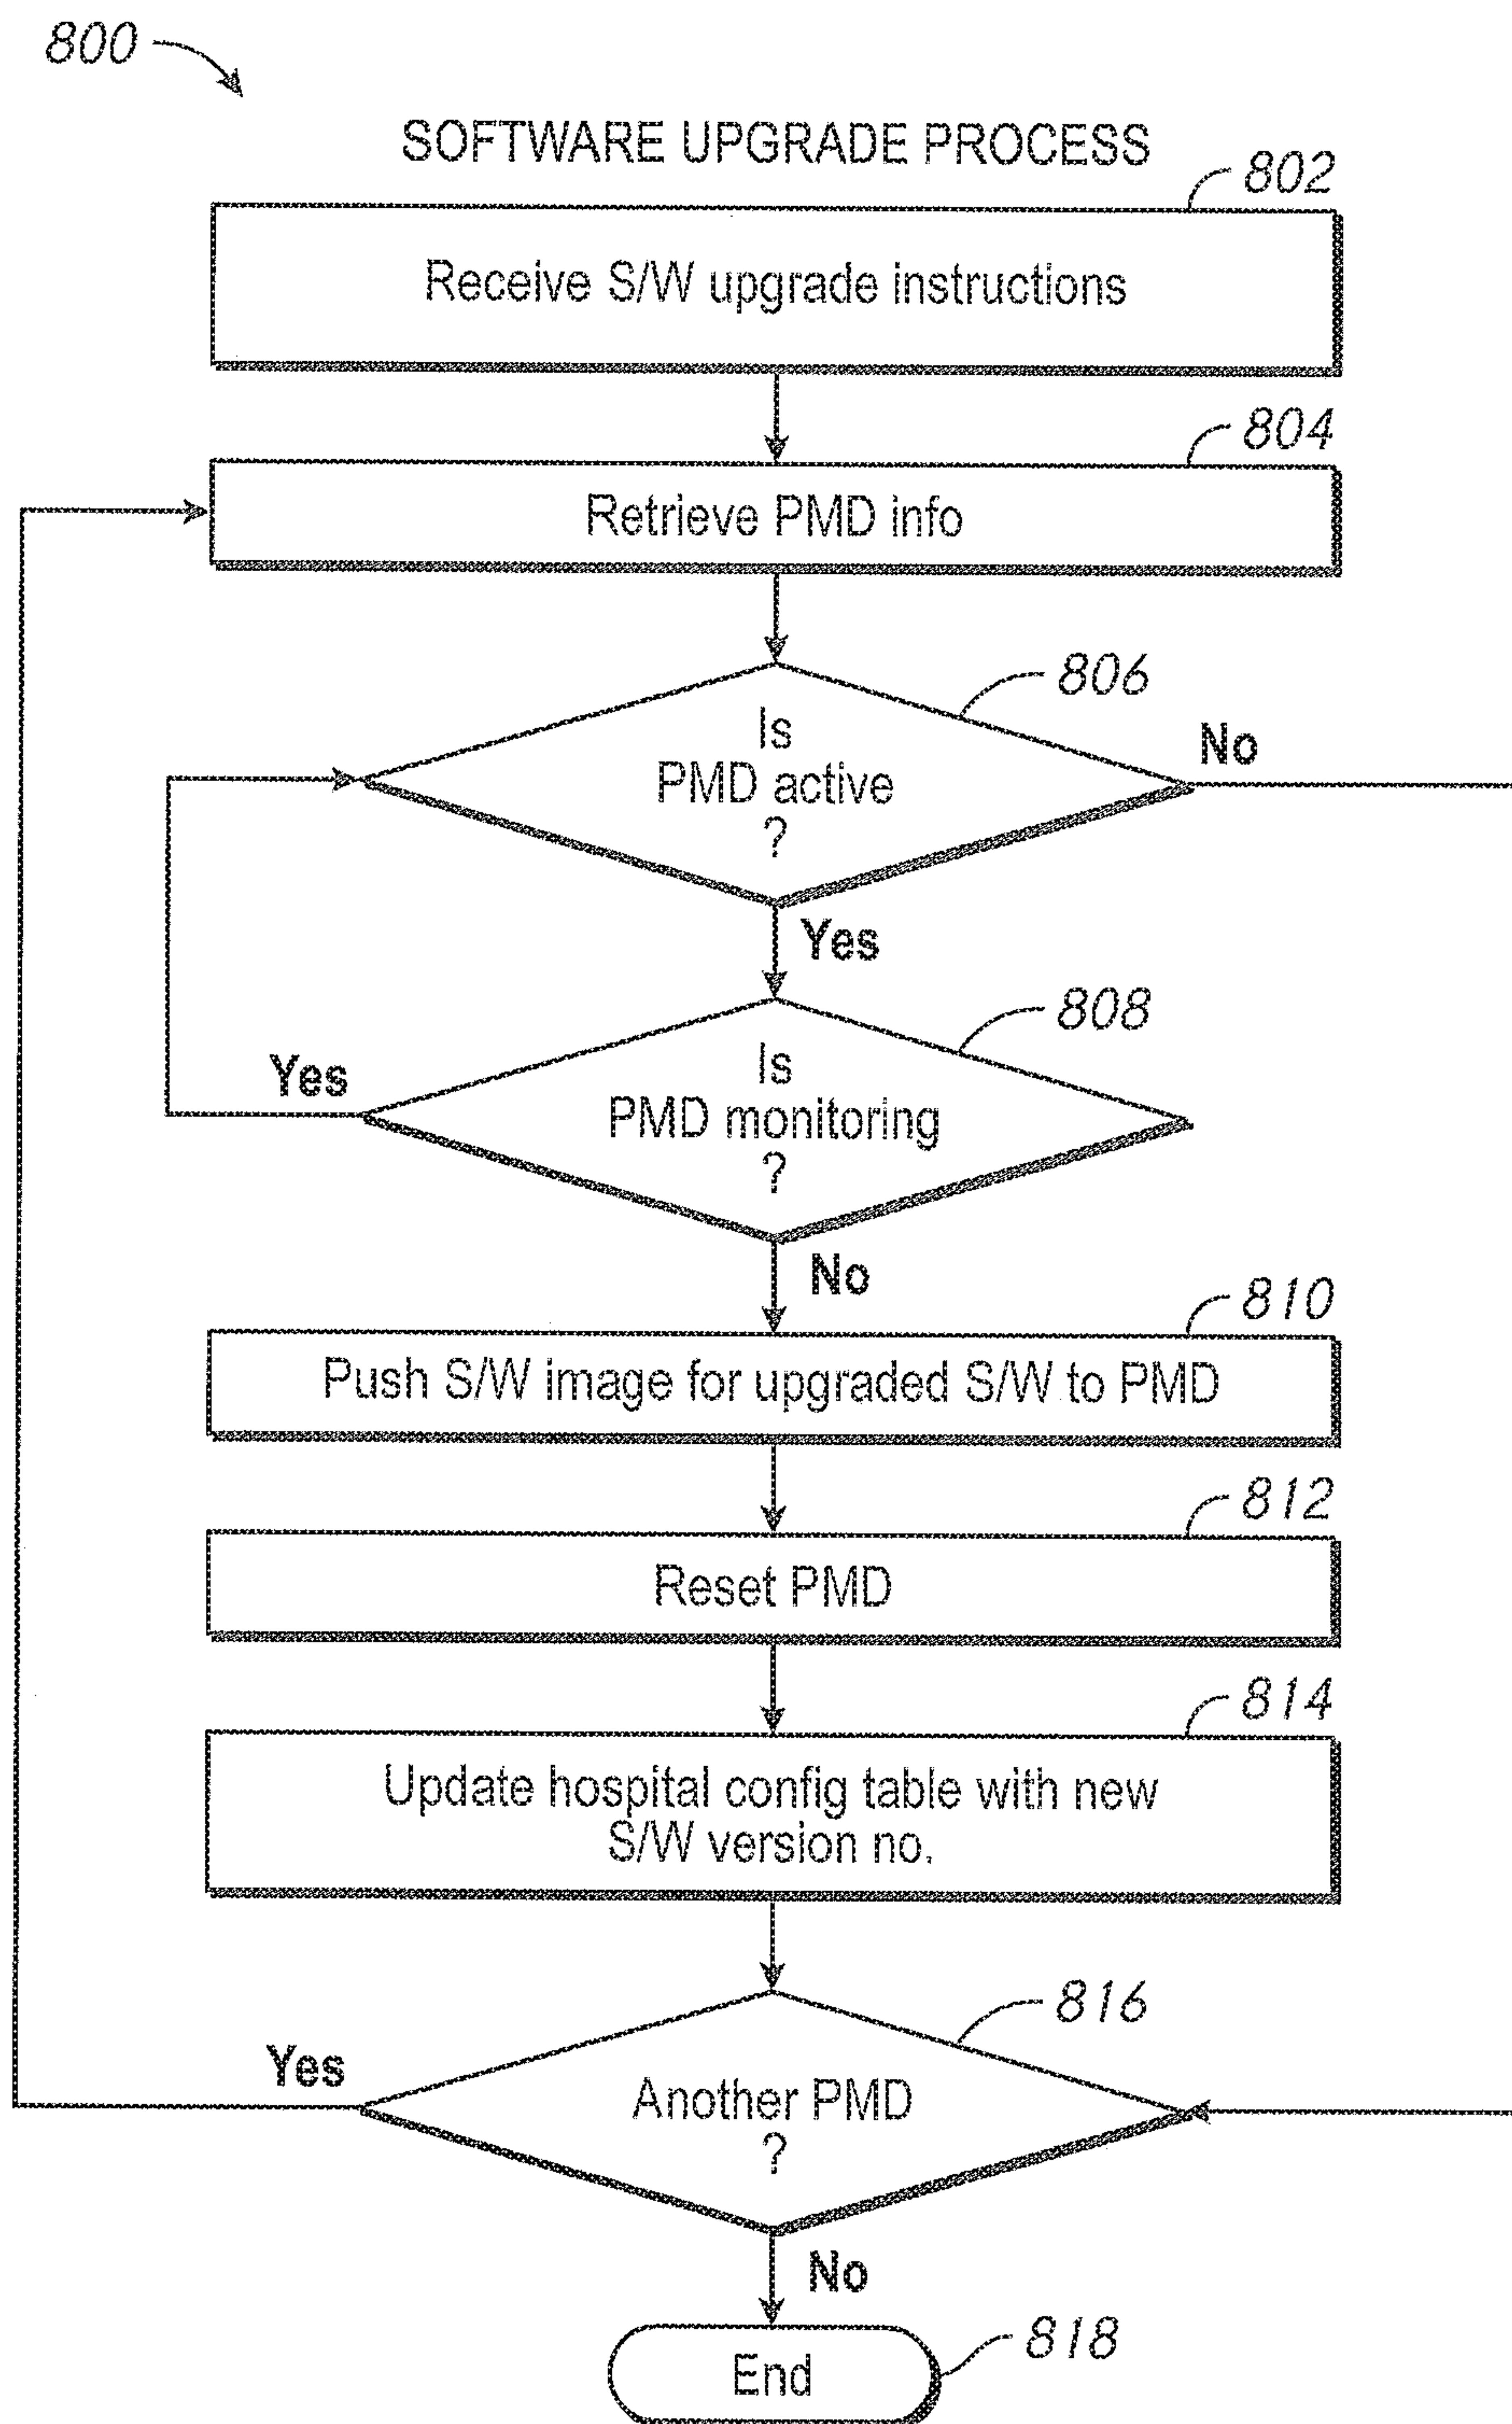 800
SOFTWARE UPGRADE PROCESS
802
Receive S/W upgrade instructions
804
Retrieve PMD info
806
Is
PMD active
?
No
Yes
808
Is
PMD monitoring
?
Yes
No
810
Push S/W image for upgraded S/W to PMD
812
Reset PMD
814
Update hospital config table with new
S/W version no.
816
Another PMD
?
Yes
No
818
End